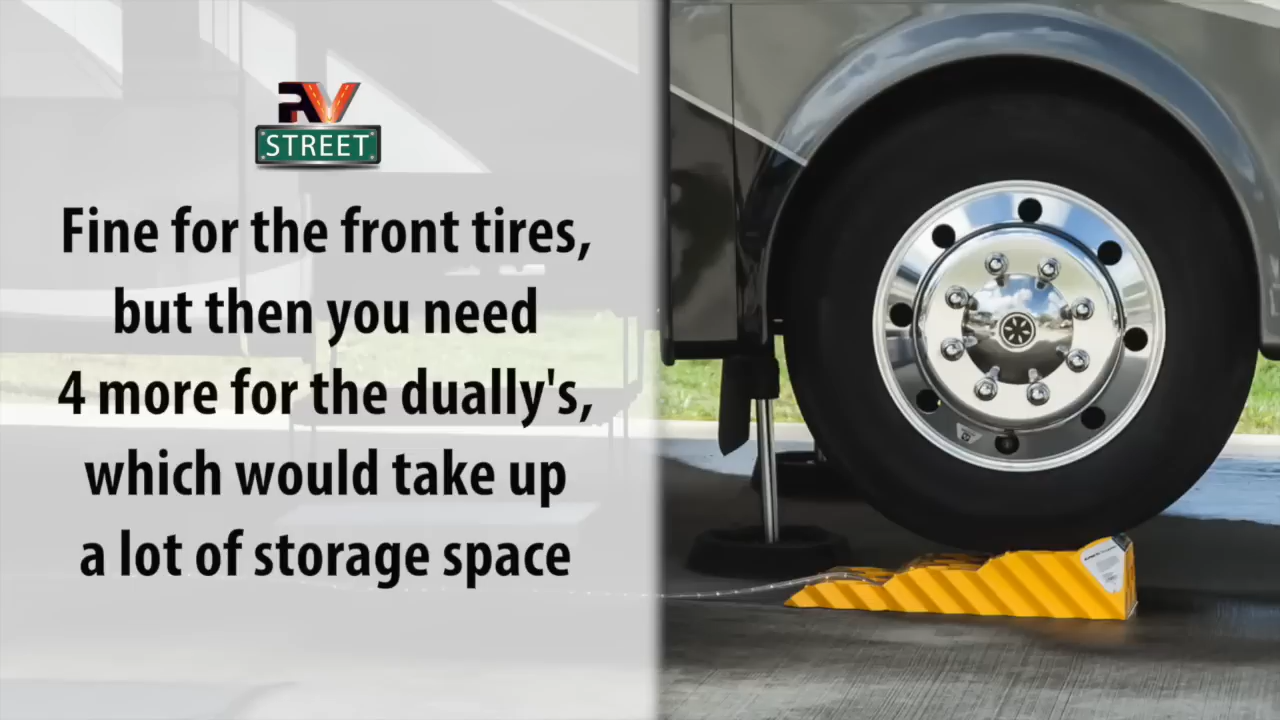 RV
STREET
Fine for the front tires,
but then you need
4 more for the dually's,
which would take up
a lot of storage space